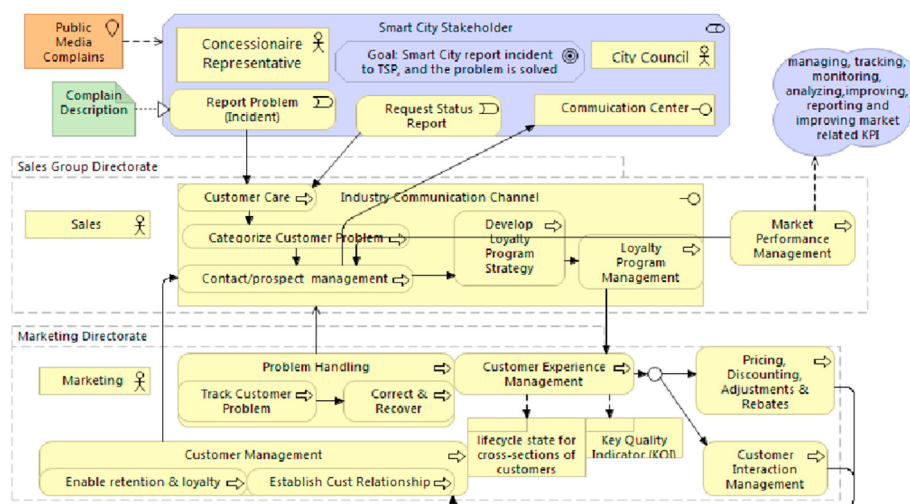 Public
Media
Complains
Smart City Stakeholder
Concessionaire
Representative
Goal: Smart City report incident
to TSP, and the problem is solved
City Council
managing, tracking,
monitoring,
analyzing,improving,
reporting and
improving market
related KPI
Complain
Description
Report Problem
(Incident)
Request Status
Report
Commuication Center
Sales Group Directorate
Customer Care
Industry Communication Channel
Sales
Categorize Customer Problem
Develop
Loyalty
Program
Strategy
Loyalty
Program
Management
Market
Performance
Management
Contact/prospect management
Marketing Directorate
Marketing
Problem Handling
Track Customer
Problem
Correct &
Recover
Customer Experience
Management
Pricing,
Discounting,
Adjustments &
Rebates
lifecycle state for
cross-sections of
customers
Key Quality
Indicator (KQI)
Customer
Interaction
Management
Customer Management
Enable retention & loyalty
Establish Cust Relationship